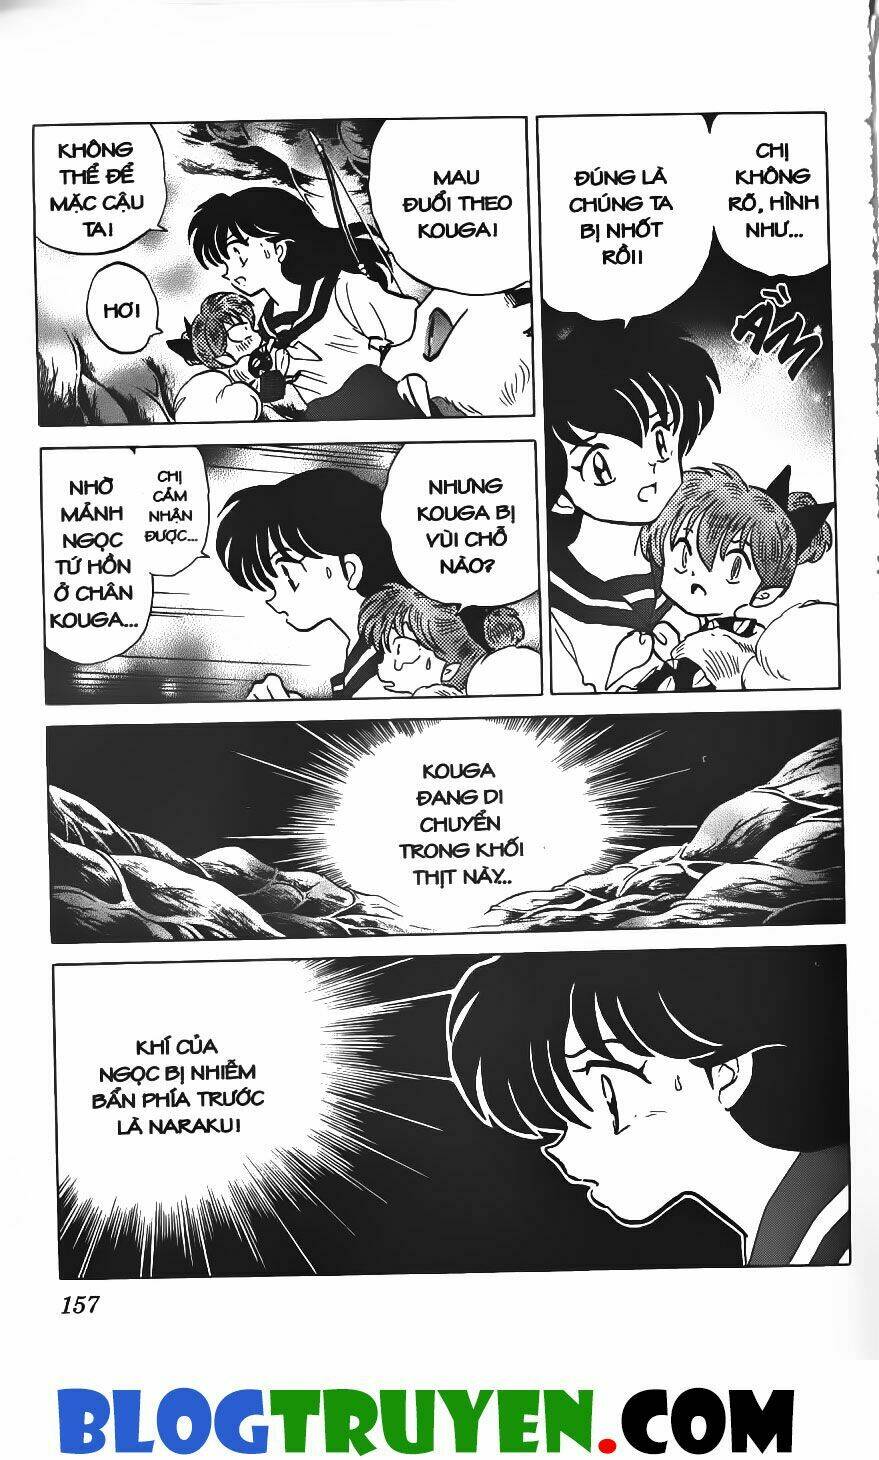 CHỊ
KHÔNG
RÕ, HÌNH
NHƯ...
ĐÚNG LÀ
CHÚNG TA
BỊ NHỐT
RỒI!
ẦM
MAU
ĐUỔI THEO
KOUGA!
KHÔNG
THỂ ĐỂ
MẶC CẬU
TA!
HƠI
NHƯNG
KOUGA BỊ
VÙI CHỖ
NÀO?
CHỊ
CẢM
NHẬN
ĐƯỢC...
NHỜ
MẢNH
NGỌC
TỨ HỒN
Ở CHÂN
KOUGA...
KOUGA
ĐANG DI
CHUYỂN
TRONG KHỐI
THỊT NÀY...
KHÍ CỦA
NGỌC BỊ NHIỄM
BẨN PHÍA TRƯỚC
LÀ NARAKU!
157
BLOGTRUYEN.COM